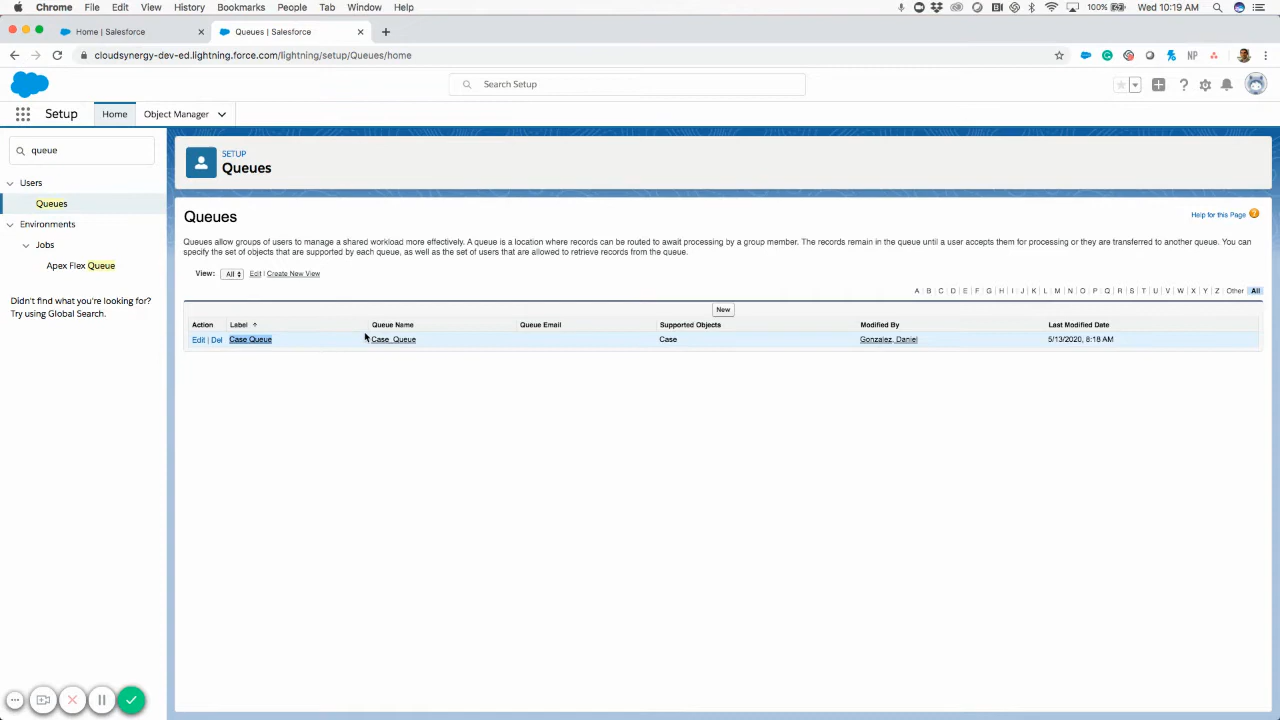 Chrome File Edit View History Bookmarks People Tab Window Help 100% Wed 10:19 AM
Home | Salesforce Queues | Salesforce
cloudsynergy-dev-ed.lightning.force.com/lightning/setup/Queues/home
NP
Search Setup
Setup Home Object Manager
queue
Users
Queues
Environments
Jobs
Apex Flex Queue
Didn't find what you're looking for?
Try using Global Search.
SETUP
Queues
Queues
Help for this Page
Queues allow groups of users to manage a shared workload more effectively. A queue is a location where records can be routed to await processing by a group member. The records remain in the queue until a user accepts them for processing or they are transferred to another queue. You can
specify the set of objects that are supported by each queue, as well as the set of users that are allowed to retrieve records from the queue.
View: All Edit | Create New View
A | B | C | D | E | F | G | H | I | J | K | L | M | N | O | P | Q | R | S | T | U | V | W | X | Y | Z | Other All
New
Action Label Queue Name Queue Email Supported Objects Modified By Last Modified Date
Edit | Del Case Queue Case_Queue Case Gonzalez, Daniel 5/13/2020, 8:18 AM